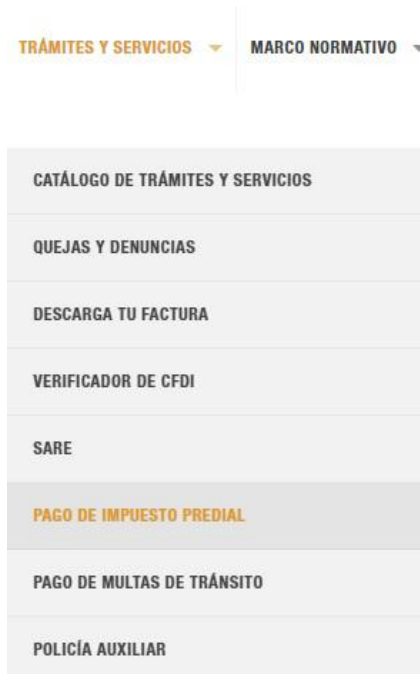 TRÁMITES Y SERVICIOS MARCO NORMATIVO
CATÁLOGO DE TRÁMITES Y SERVICIOS
QUEJAS Y DENUNCIAS
DESCARGA TU FACTURA
VERIFICADOR DE CFDI
SARE
PAGO DE IMPUESTO PREDIAL
PAGO DE MULTAS DE TRÁNSITO
POLICÍA AUXILIAR